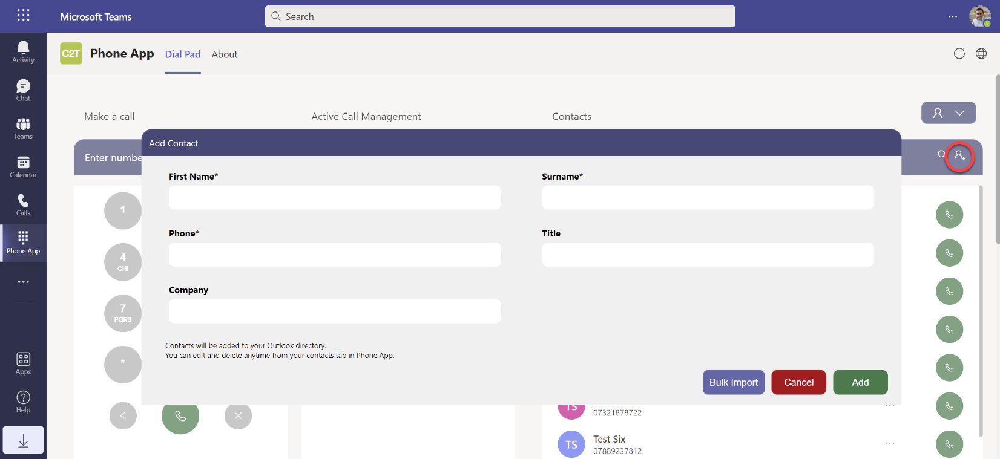 Microsoft Teams
Search
Activity
Chat
Teams
Calendar
Calls
Phone App
Apps
Help
C2T
Phone App
Dial Pad
About
Make a call
Active Call Management
Contacts
Enter numbe
1
4
GHI
7
PQRS
*
Add Contact
First Name*
Surname*
Phone*
Title
Company
Contacts will be added to your Outlook directory.
You can edit and delete anytime from your contacts tab in Phone App.
Bulk Import
Cancel
Add
TS
07321878722
TS
Test Six
07889237812